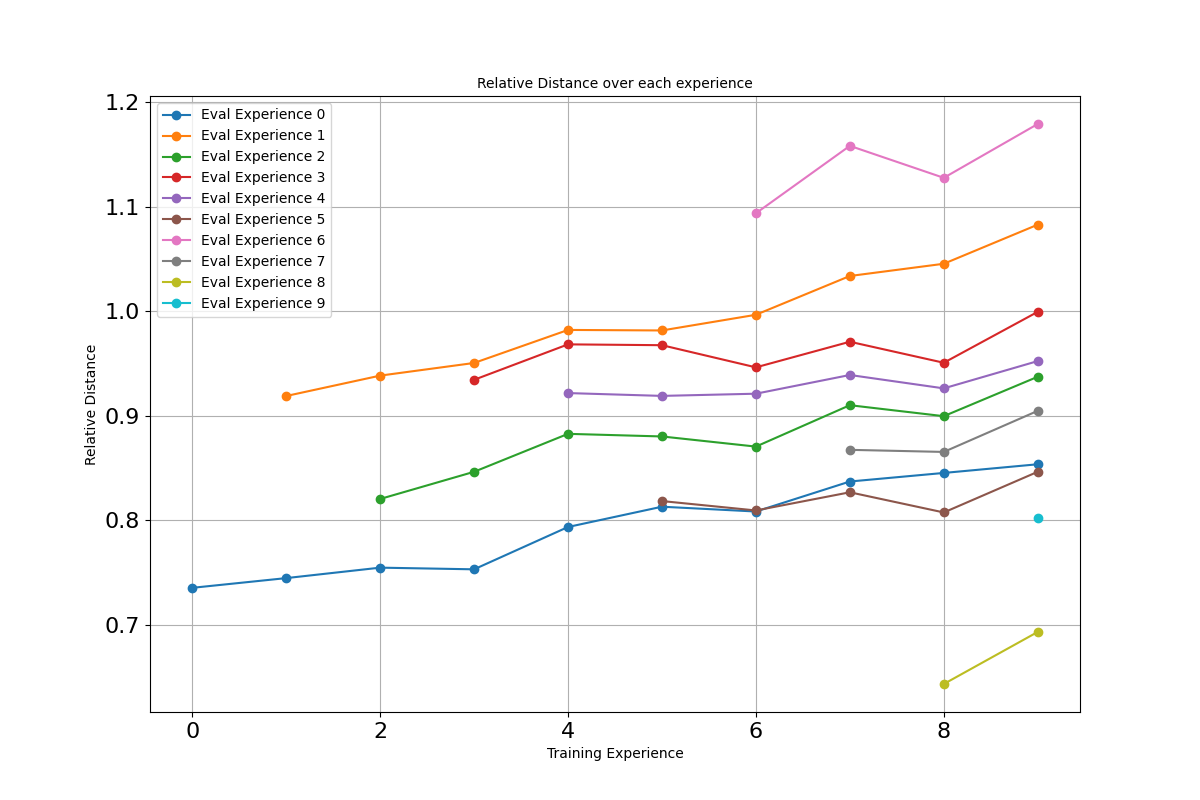 Relative Distance over each experience
1.2
1.1
1.0
0.9
0.8
0.7
Relative Distance
Eval Experience 0
Eval Experience 1
Eval Experience 2
Eval Experience 3
Eval Experience 4
Eval Experience 5
Eval Experience 6
Eval Experience 7
Eval Experience 8
Eval Experience 9
0 2 4 6 8
Training Experience